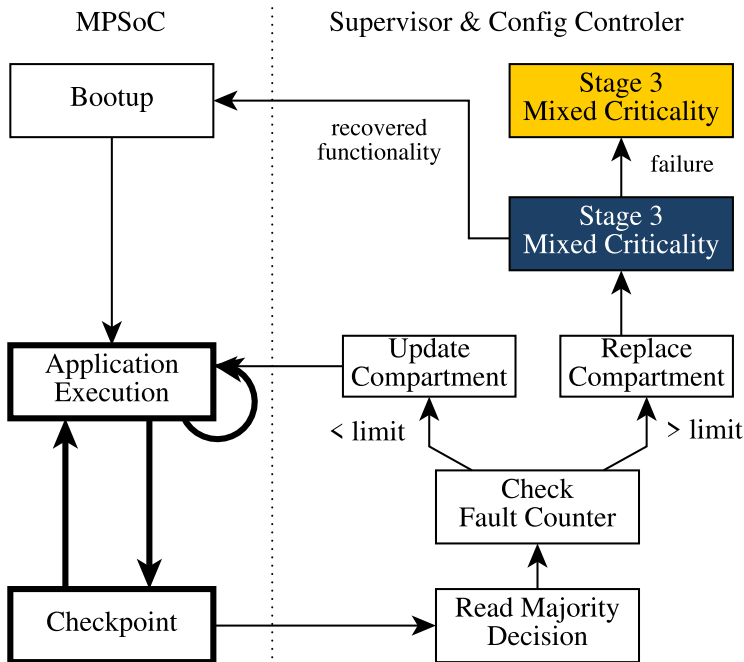 MPSoC
Supervisor & Config Controler
Bootup
Stage 3
Mixed Criticality
recovered
functionality
failure
Stage 3
Mixed Criticality
Application
Execution
Update
Compartment
Replace
Compartment
< limit
> limit
Check
Fault Counter
Checkpoint
Read Majority
Decision